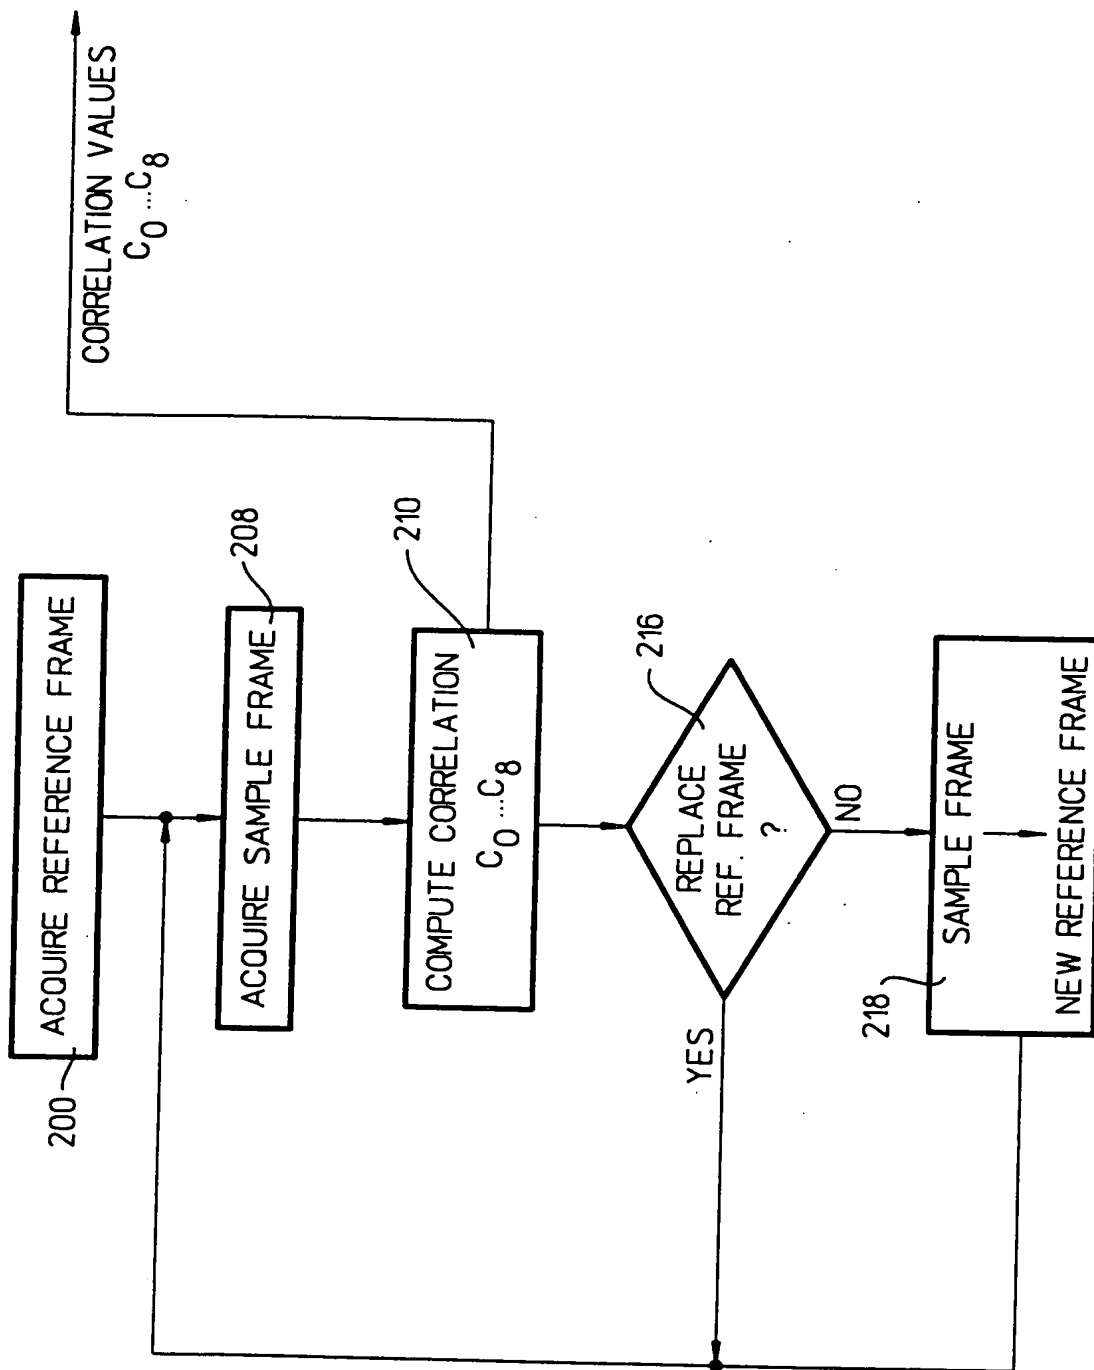 200
ACQUIRE REFERENCE FRAME
ACQUIRE SAMPLE FRAME
208
COMPUTE CORRELATION
C0 ...C8
210
CORRELATION VALUES
C0 ...C8
REPLACE
REF. FRAME
?
216
YES
NO
218
SAMPLE FRAME
NEW REFERENCE FRAME